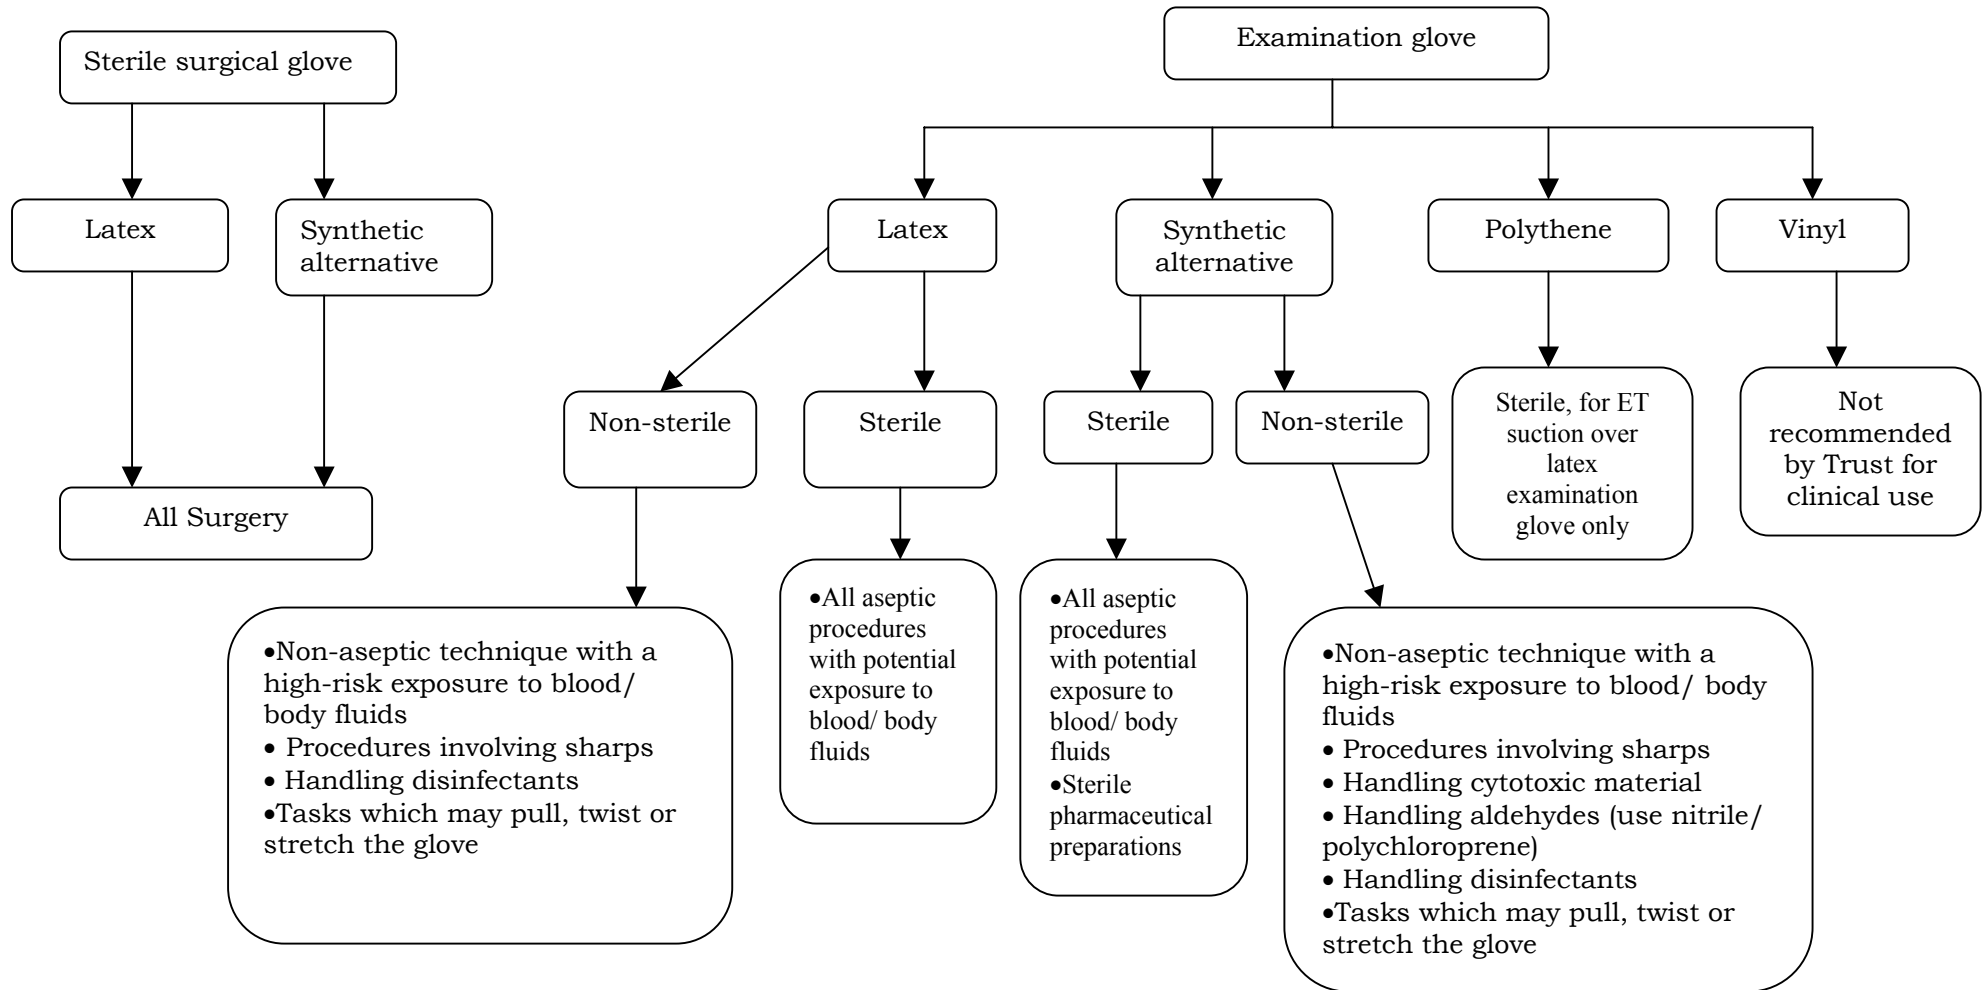 Sterile surgical glove
Examination glove
Latex
Synthetic
alternative
Latex
Synthetic
alternative
Polythene
Vinyl
All Surgery
Non-sterile
Sterile
Sterile
Non-sterile
Sterile, for ET
suction over
latex
examination
glove only
Not
recommended
by Trust for
clinical use
•Non-aseptic technique with a
high-risk exposure to blood/
body fluids
• Procedures involving sharps
• Handling disinfectants
•Tasks which may pull, twist or
stretch the glove
•All aseptic
procedures
with potential
exposure to
blood/ body
fluids
•All aseptic
procedures
with potential
exposure to
blood/ body
fluids
•Sterile
pharmaceutical
preparations
•Non-aseptic technique with a
high-risk exposure to blood/ body
fluids
• Procedures involving sharps
• Handling cytotoxic material
• Handling aldehydes (use nitrile/
polychloroprene)
• Handling disinfectants
•Tasks which may pull, twist or
stretch the glove